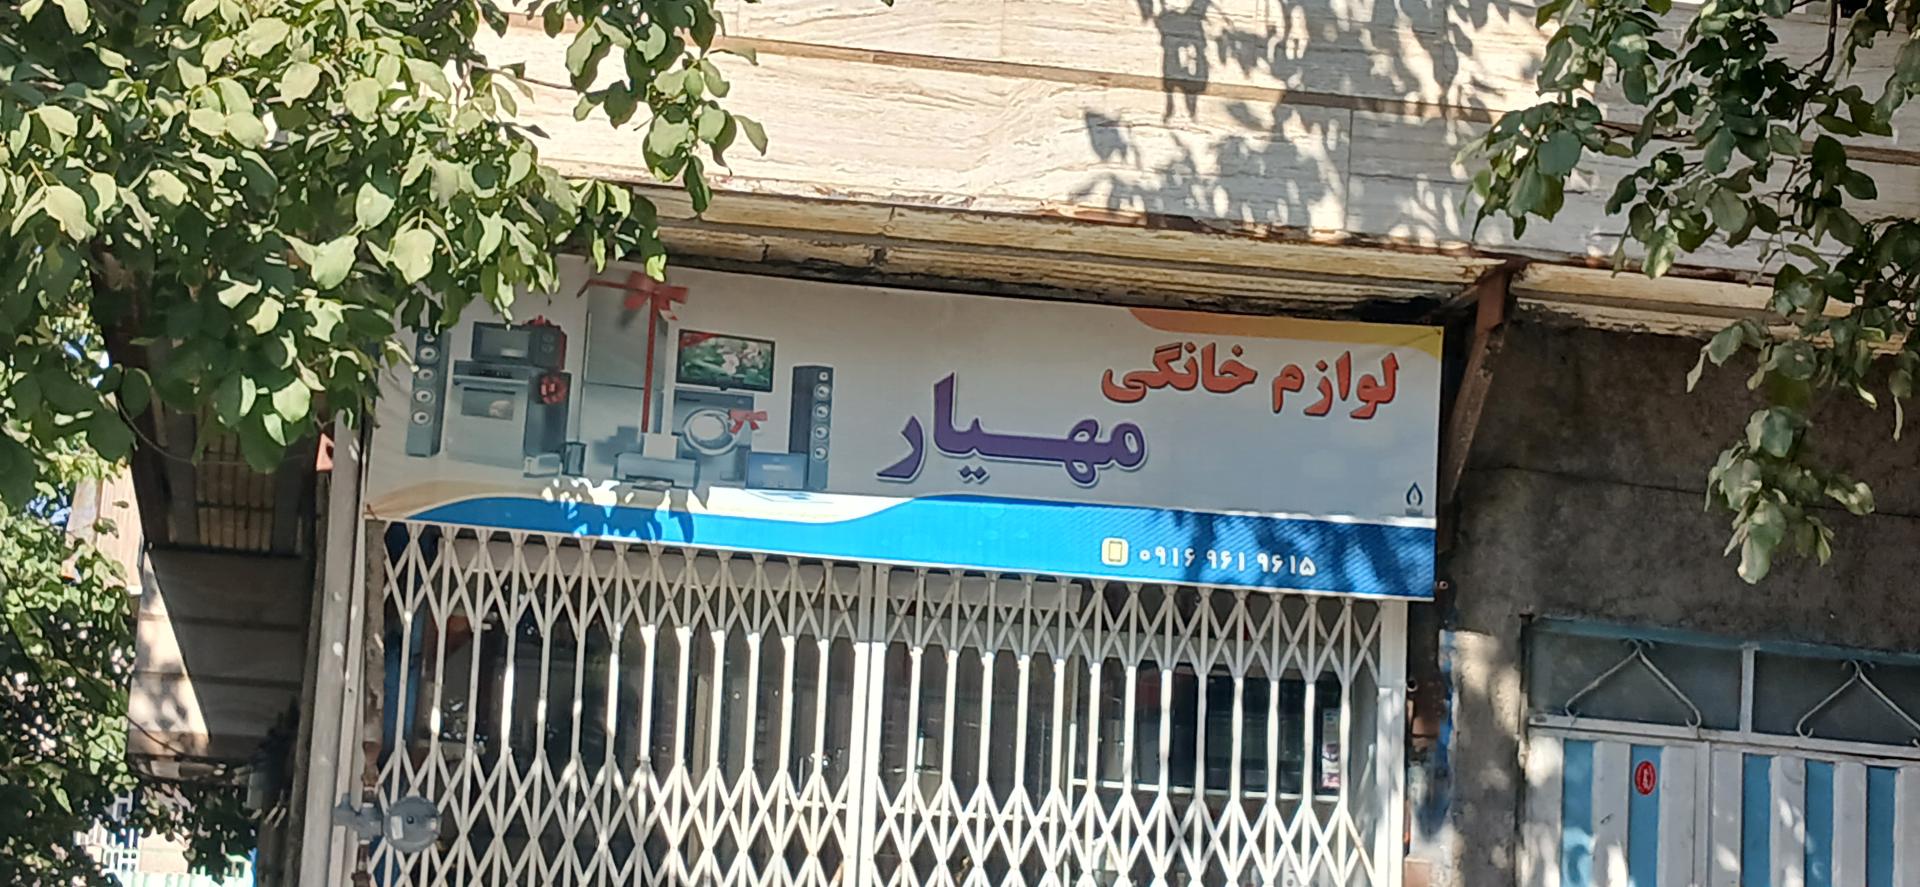 لوازم خانگی
مهیار
۰۹۱۶ ۹۶۱ ۹۶۱۵